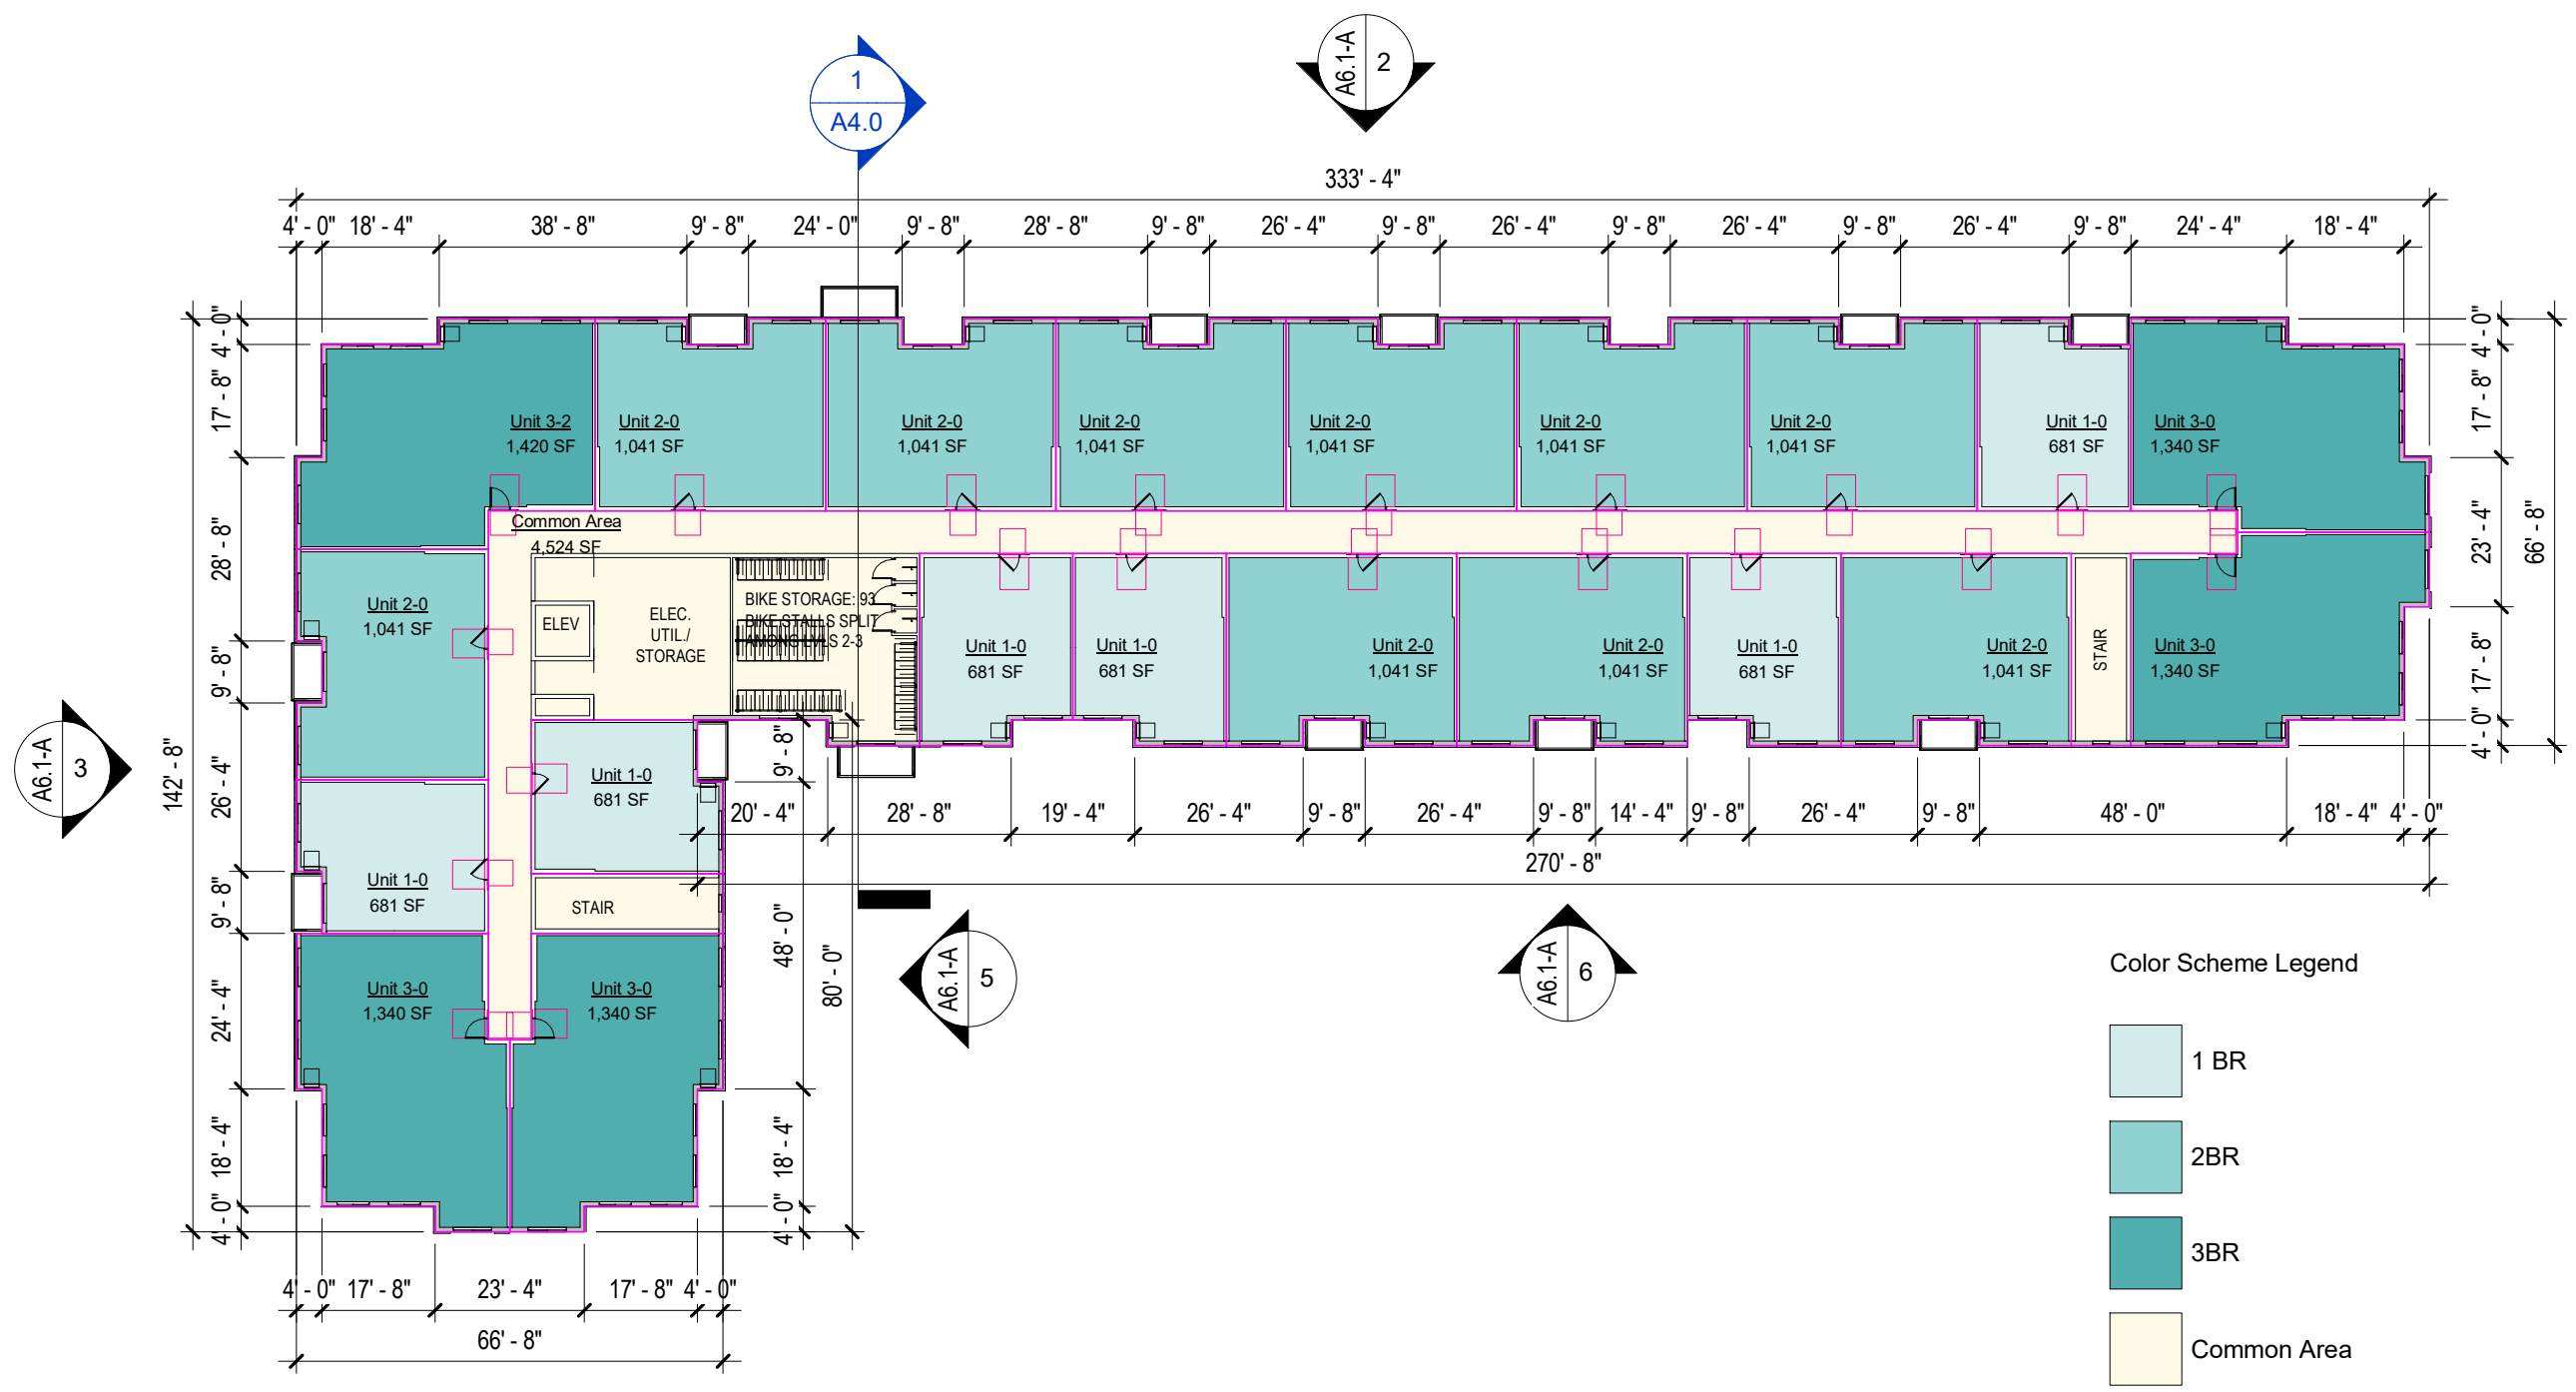 1
A4.0
A6.1-A
2
333' - 4"
4' - 0"
18' - 4"
38' - 8"
9' - 8"
24' - 0"
9' - 8"
28' - 8"
9' - 8"
26' - 4"
9' - 8"
26' - 4"
9' - 8"
26' - 4"
9' - 8"
26' - 4"
9' - 8"
24' - 4"
18' - 4"
4' - 0"
17' - 8"
28' - 8"
9' - 8"
26' - 4"
9' - 8"
24' - 4"
18' - 4"
4' - 0"
142' - 8"
A6.1-A
3
Unit 3-2
1,420 SF
Unit 2-0
1,041 SF
Unit 2-0
1,041 SF
Unit 2-0
1,041 SF
Unit 2-0
1,041 SF
Unit 2-0
1,041 SF
Unit 2-0
1,041 SF
Unit 1-0
681 SF
Unit 3-0
1,340 SF
4' - 0"
17' - 8"
23' - 4"
17' - 8"
4' - 0"
66' - 8"
Common Area
4,524 SF
Unit 2-0
1,041 SF
ELEV
ELEC.
UTIL./
STORAGE
BIKE STORAGE: 93
BIKE STALLS SPLIT
AMONG LVLS 2-3
Unit 1-0
681 SF
Unit 1-0
681 SF
Unit 2-0
1,041 SF
Unit 2-0
1,041 SF
Unit 1-0
681 SF
Unit 2-0
1,041 SF
STAIR
Unit 3-0
1,340 SF
Unit 1-0
681 SF
9' - 8"
20' - 4"
28' - 8"
19' - 4"
26' - 4"
9' - 8"
26' - 4"
9' - 8"
14' - 4"
9' - 8"
26' - 4"
9' - 8"
48' - 0"
18' - 4"
4' - 0"
270' - 8"
Unit 1-0
681 SF
STAIR
48' - 0"
80' - 0"
18' - 4"
4' - 0"
Unit 3-0
1,340 SF
Unit 3-0
1,340 SF
A6.1-A
5
A6.1-A
6
4' - 0"
17' - 8"
23' - 4"
17' - 8"
4' - 0"
66' - 8"
Color Scheme Legend
1 BR
2BR
3BR
Common Area